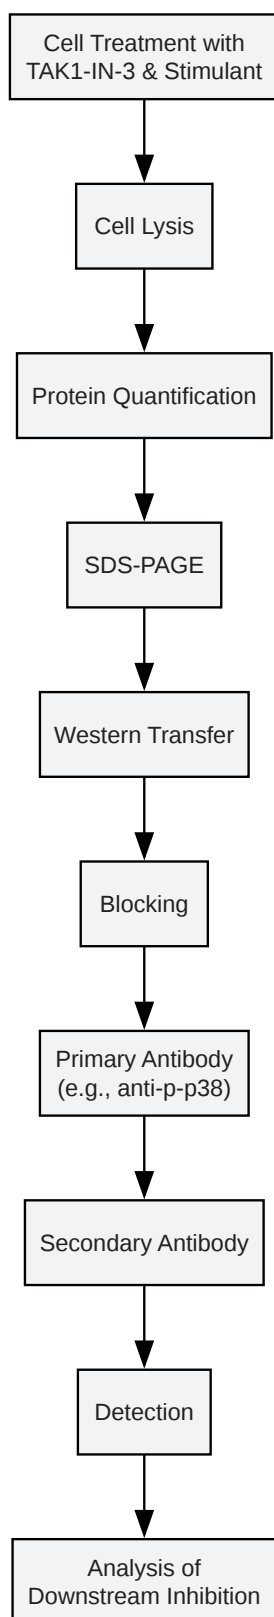 Cell Treatment with
TAK1-IN-3 & Stimulant
Cell Lysis
Protein Quantification
SDS-PAGE
Western Transfer
Blocking
Primary Antibody
(e.g., anti-p-p38)
Secondary Antibody
Detection
Analysis of
Downstream Inhibition